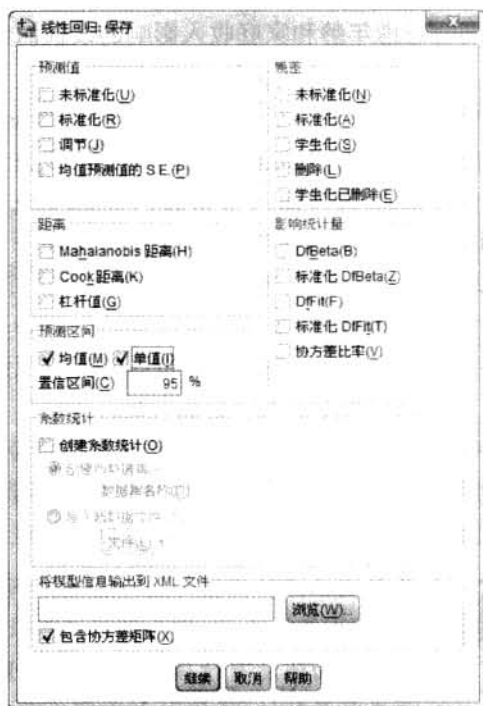 线性回归: 保存
预测值
未标准化(U)
标准化(R)
调节(J)
均值预测值的 S.E.(P)
残差
未标准化(N)
标准化(A)
学生化(S)
删除(L)
学生化已删除(E)
距离
Mahalanobis 距离(H)
Cook 距离(K)
杠杆值(G)
影响统计量
DfBeta(B)
标准化 DfBeta(Z)
DfFit(F)
标准化 DfFit(T)
协方差比率(V)
预测区间
均值(M) 单值(I)
置信区间(C) 95 %
系数统计
创建系数统计(O)
数据集名称(D)
将模型信息输出到 XML 文件
浏览(W)...
包含协方差矩阵(X)
继续 取消 帮助